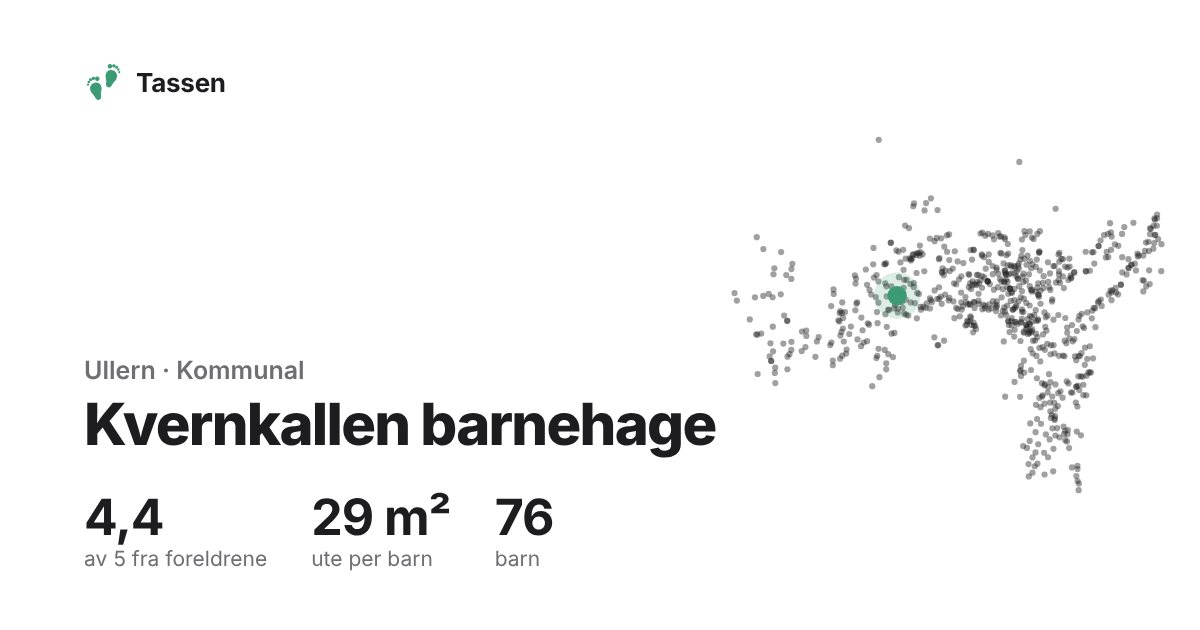 Tassen
Ullern · Kommunal
Kvernkallen barnehage
4,4
av 5 fra foreldrene
29 m²
ute per barn
76
barn